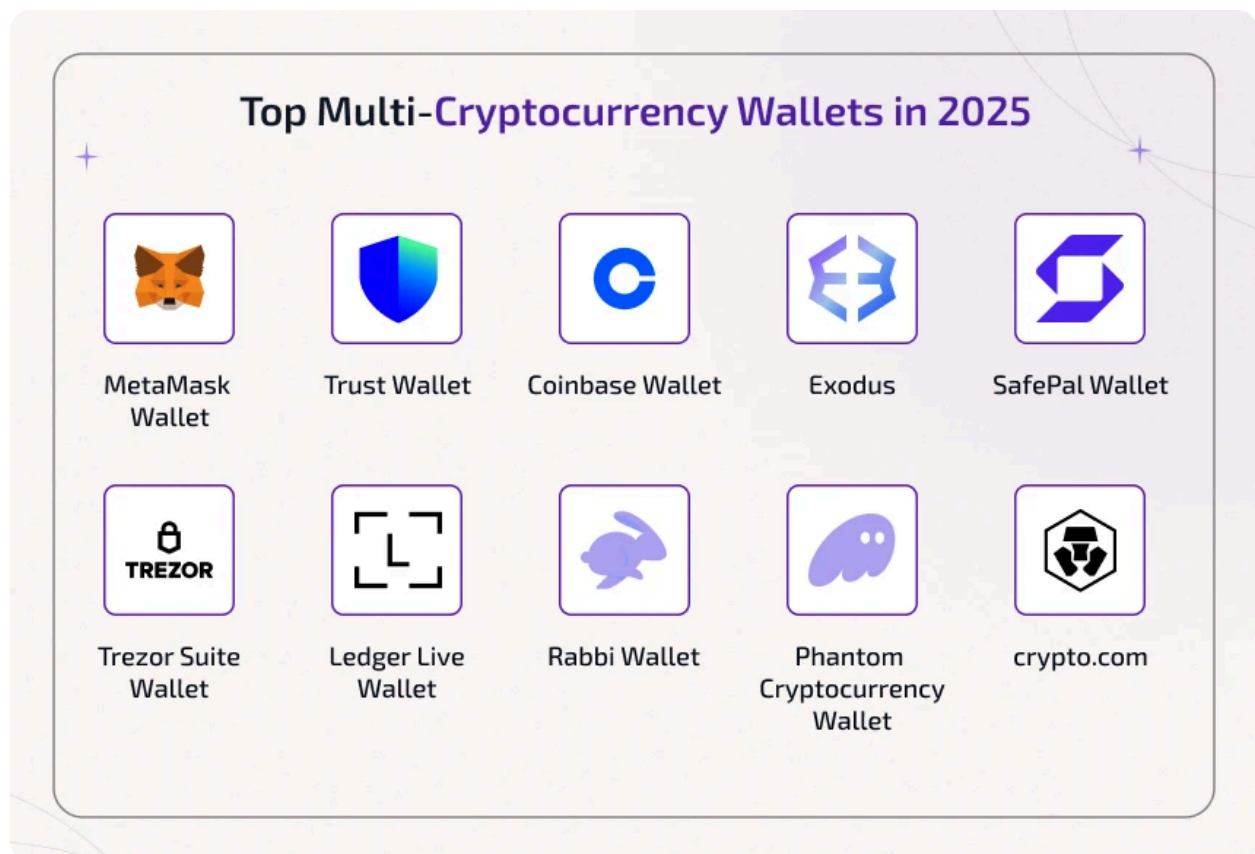 Top Multi-Cryptocurrency Wallets in 2025
MetaMask
Wallet
Trust Wallet
Coinbase Wallet
Exodus
SafePal Wallet
TREZOR
L
Trezor Suite
Wallet
Ledger Live
Wallet
Rabbi Wallet
Phantom
Cryptocurrency
Wallet
crypto.com